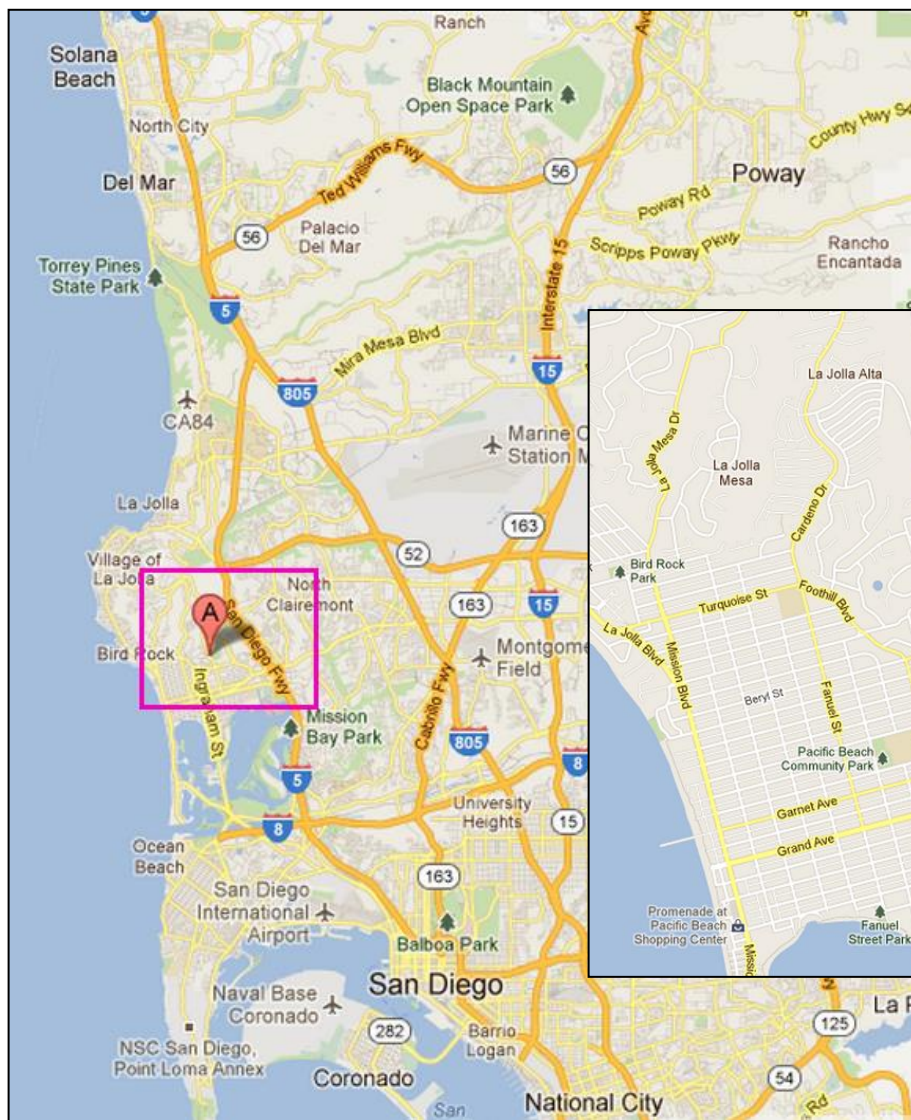 5
Ranch
Solana
Beach
Black Mountain
Open Space Park
North City
County Hwy S
Ted Williams Fwy
56
Del Mar
Poway
Poway Rd
56
Palacio
Del Mar
Scripps Poway Pkwy
Rancho
Encantada
Torrey Pines
State Park
Interstate 15
5
Mira Mesa Blvd
15
805
CA84
Marine C
Station M
La Jolla
163
52
Village of
La Jolla
North
Clairemont
163
15
A
San Diego Fwy
Bird Rock
Montgome
Field
Ingraham St
Cabrillo Fwy
Mission
Bay Park
805
8
5
University
Heights
15
8
Ocean
Beach
163
San Diego
International
Airport
Balboa Park
San Diego
Naval Base
Coronado
282
Barrio
Logan
125
La
NSC San Diego,
Point Loma Annex
Coronado
54
National City
Rd
San
La Jolla Alta
La Jolla Mesa Dr
La Jolla
Mesa
Cardeno Dr
Bird Rock
Park
Turquoise St
Foothill Blvd
La Jolla Blvd
Mission Blvd
Beryl St
Fanuel St
Pacific Beach
Community Park
Garnet Ave
Grand Ave
Promenade at
Pacific Beach
Shopping Center
Fanuel
Street Park
Missic